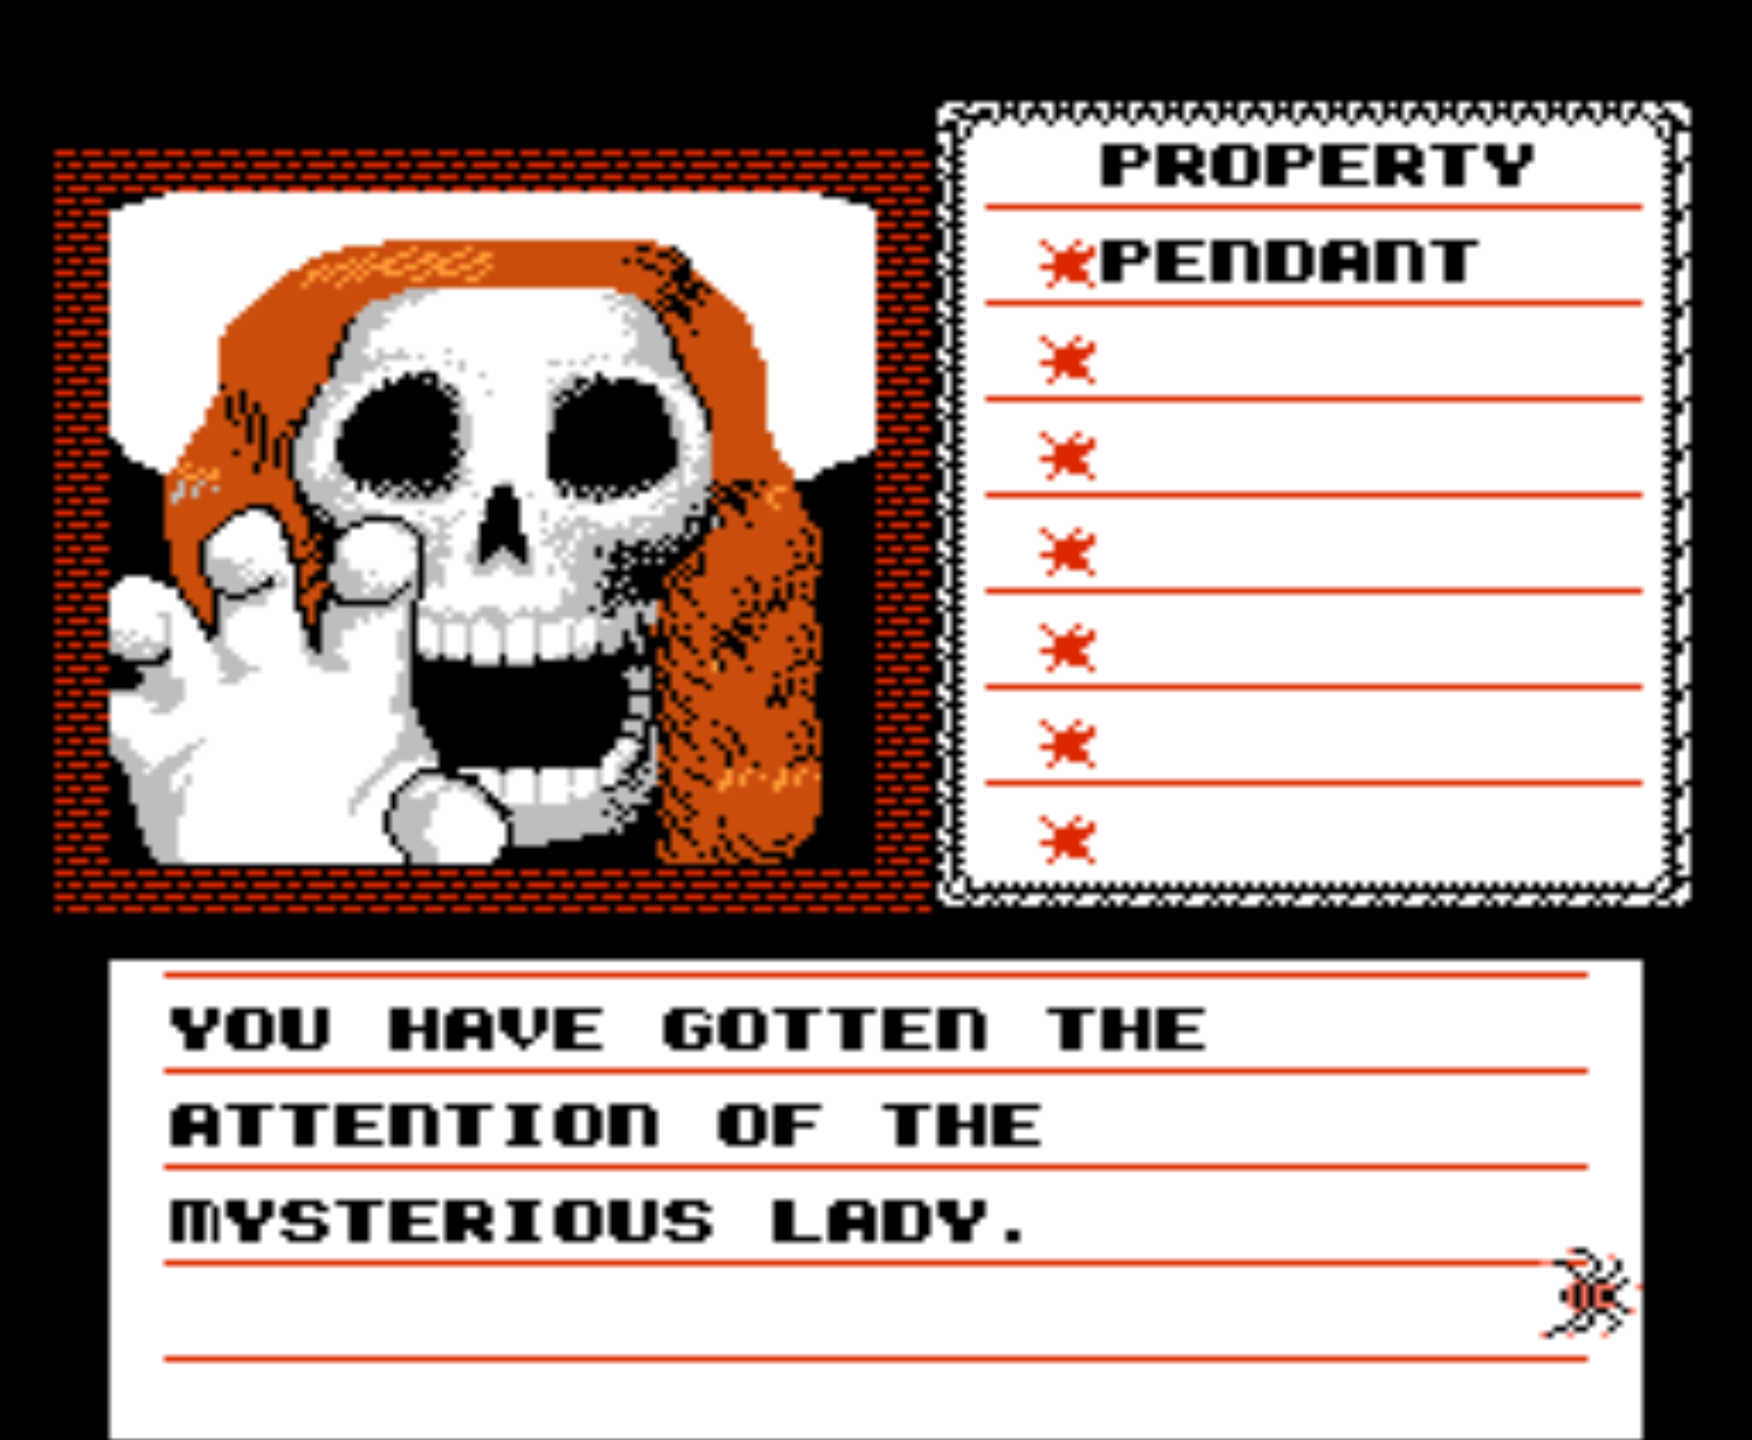 PROPERTY
PENDANT
YOU HAVE GOTTEN THE
ATTENTION OF THE
MYSTERIOUS LADY.